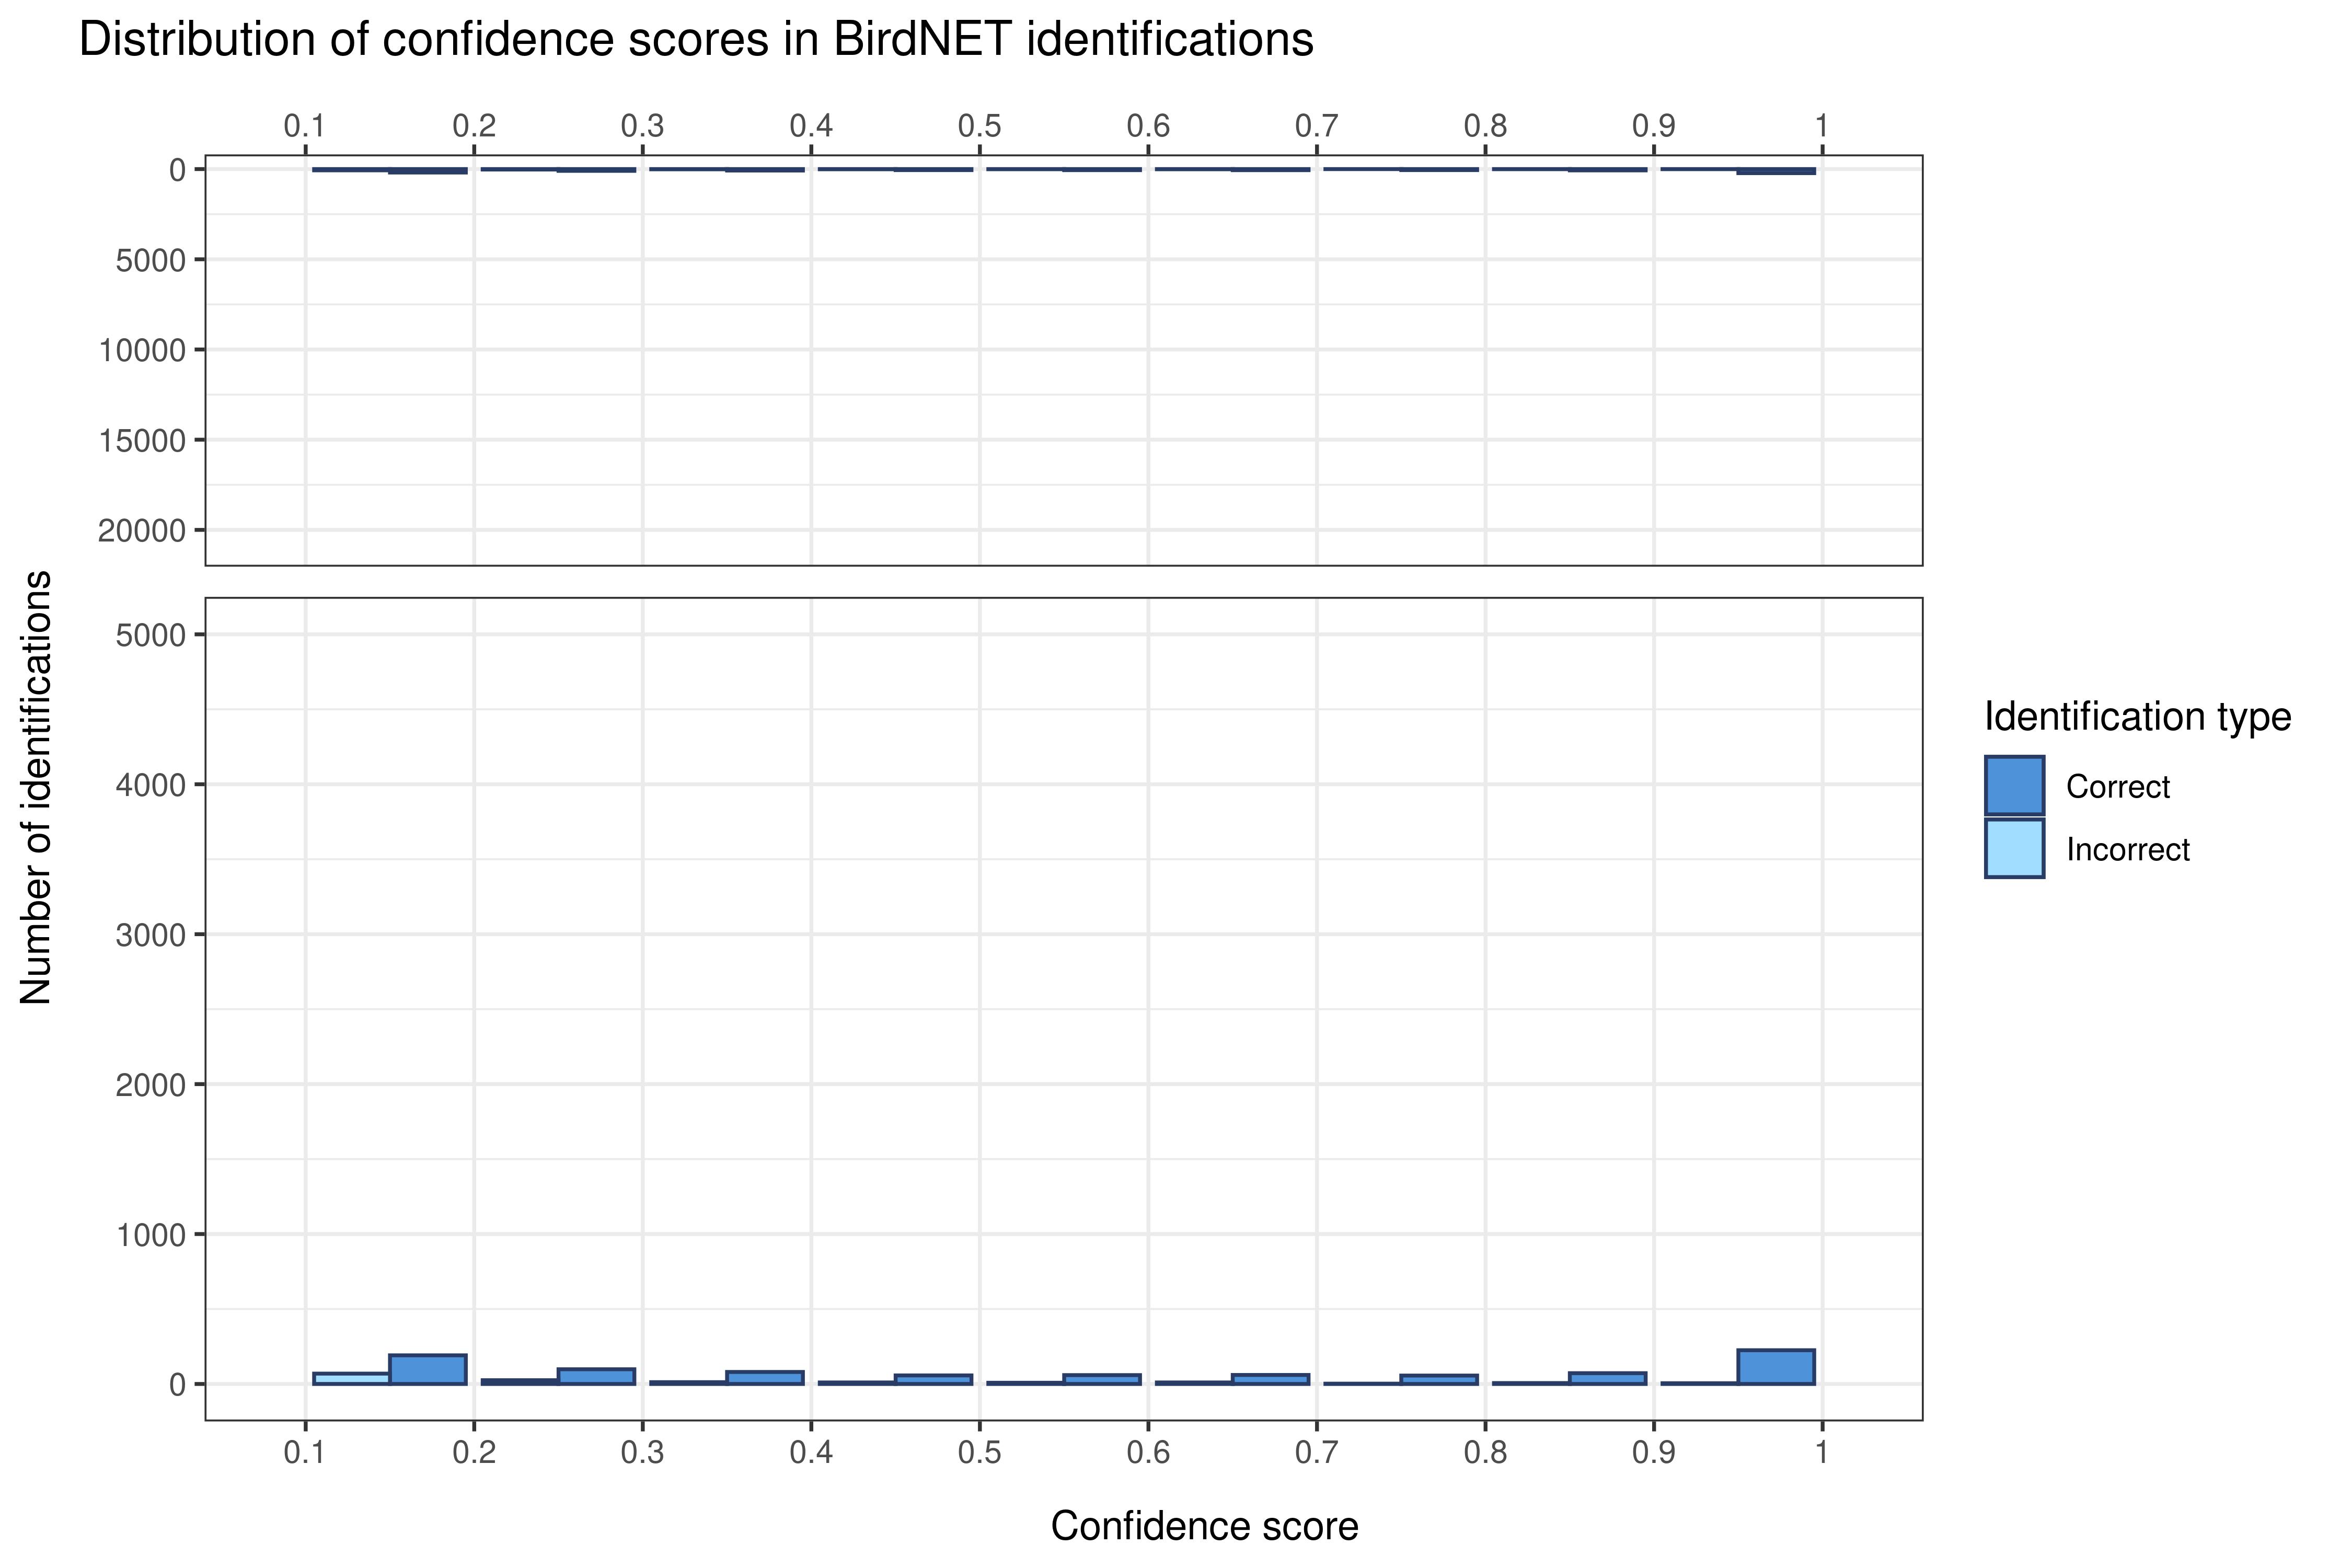 Distribution of confidence scores in BirdNET identifications
0.1 0.2 0.3 0.4 0.5 0.6 0.7 0.8 0.9 1
0
5000
10000
15000
20000
Number of identifications
5000
4000
3000
2000
1000
0
0.1 0.2 0.3 0.4 0.5 0.6 0.7 0.8 0.9 1
Confidence score
Identification type
Correct
Incorrect